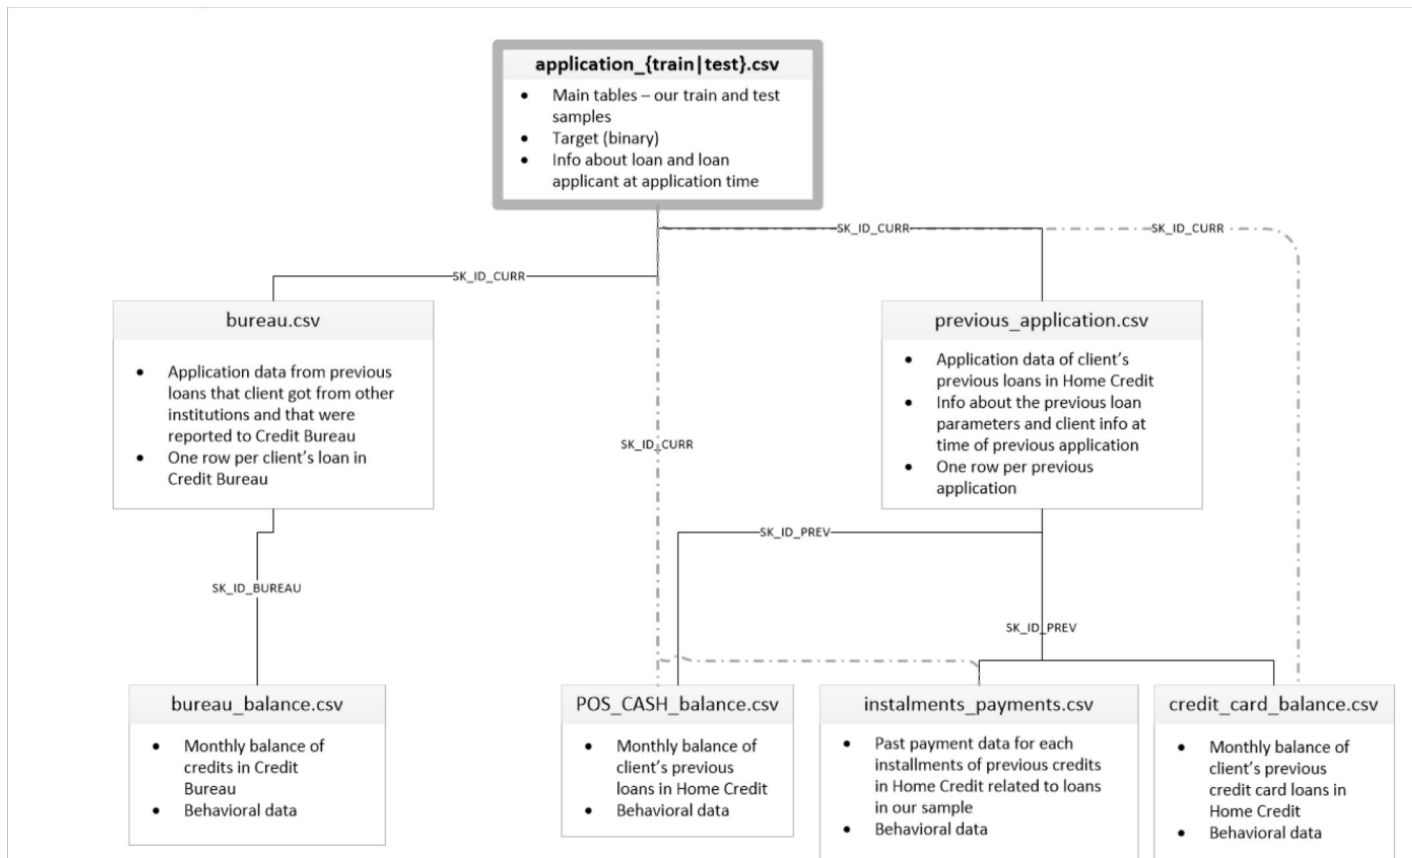 application_{train|test}.csv
• Main tables – our train and test
samples
• Target (binary)
• Info about loan and loan
applicant at application time
SK_ID_CURR
SK_ID_CURR
SK_ID_CURR
bureau.csv
• Application data from previous
loans that client got from other
institutions and that were
reported to Credit Bureau
• One row per client's loan in
Credit Bureau
previous_application.csv
• Application data of client's
previous loans in Home Credit
• Info about the previous loan
parameters and client info at
time of previous application
• One row per previous
application
SK_ID_CURR
SK_ID_PREV
SK_ID_BUREAU
SK_ID_PREV
bureau_balance.csv
• Monthly balance of
credits in Credit
Bureau
• Behavioral data
POS_CASH_balance.csv
• Monthly balance of
client's previous
loans in Home Credit
• Behavioral data
instalments_payments.csv
• Past payment data for each
installments of previous credits
in Home Credit related to loans
in our sample
• Behavioral data
credit_card_balance.csv
• Monthly balance of
client's previous
credit card loans in
Home Credit
• Behavioral data